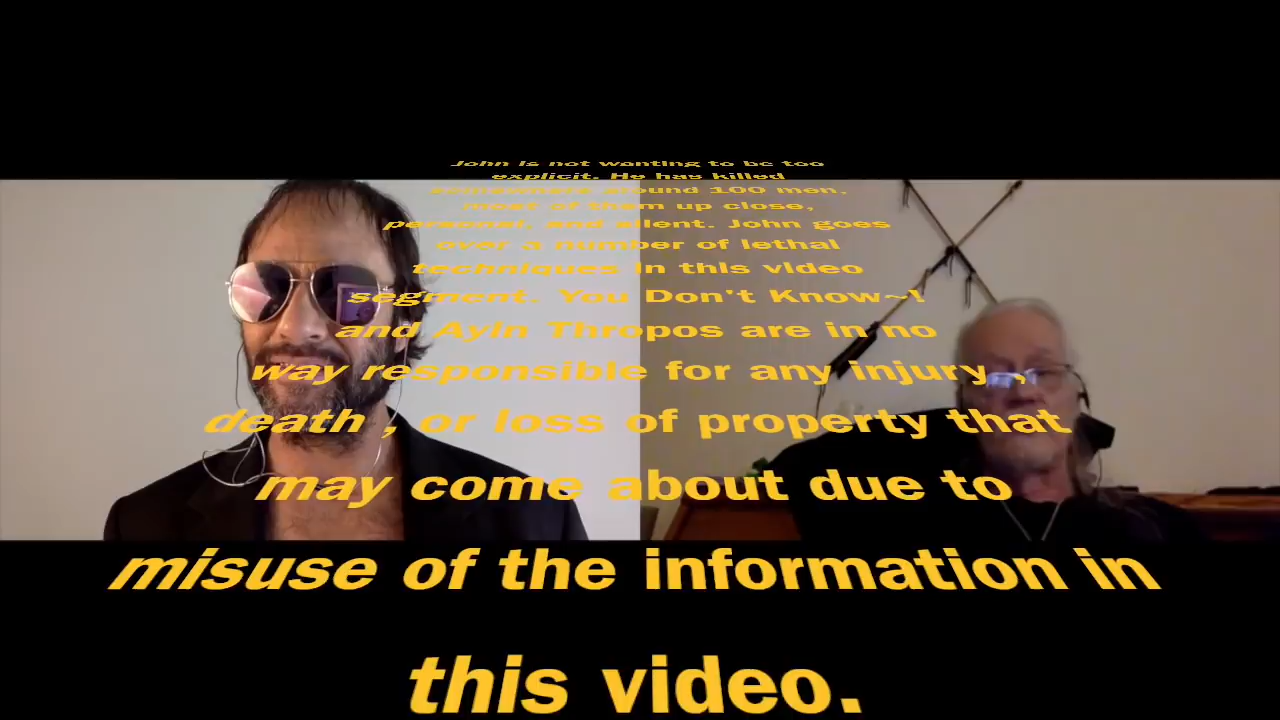 John is not wanting to be too
explicit. He has killed
somewhere around 100 men,
most of them up close,
personal, and silent. John goes
over a number of lethal
techniques in this video
segment. You Don't Know~!
and Ayin Thropos are in no
way responsible for any injury ,
death , or loss of property that
may come about due to
misuse of the information in
this video.